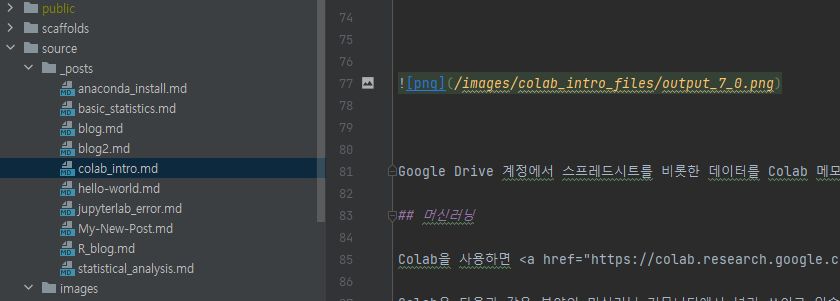 public
scaffolds
source
_posts
anaconda_install.md
basic_statistics.md
blog.md
blog2.md
colab_intro.md
hello-world.md
jupyterlab_error.md
My-New-Post.md
R_blog.md
statistical_analysis.md
images
74
75
76
77 ![png](/images/colab_intro_files/output_7_0.png)
78
79
80
81 Google Drive 계정에서 스프레드시트를 비롯한 데이터를 Colab 메모
82
83 ## 머신러닝
84
85 Colab을 사용하면 <a href="https://colab.research.google.c
86